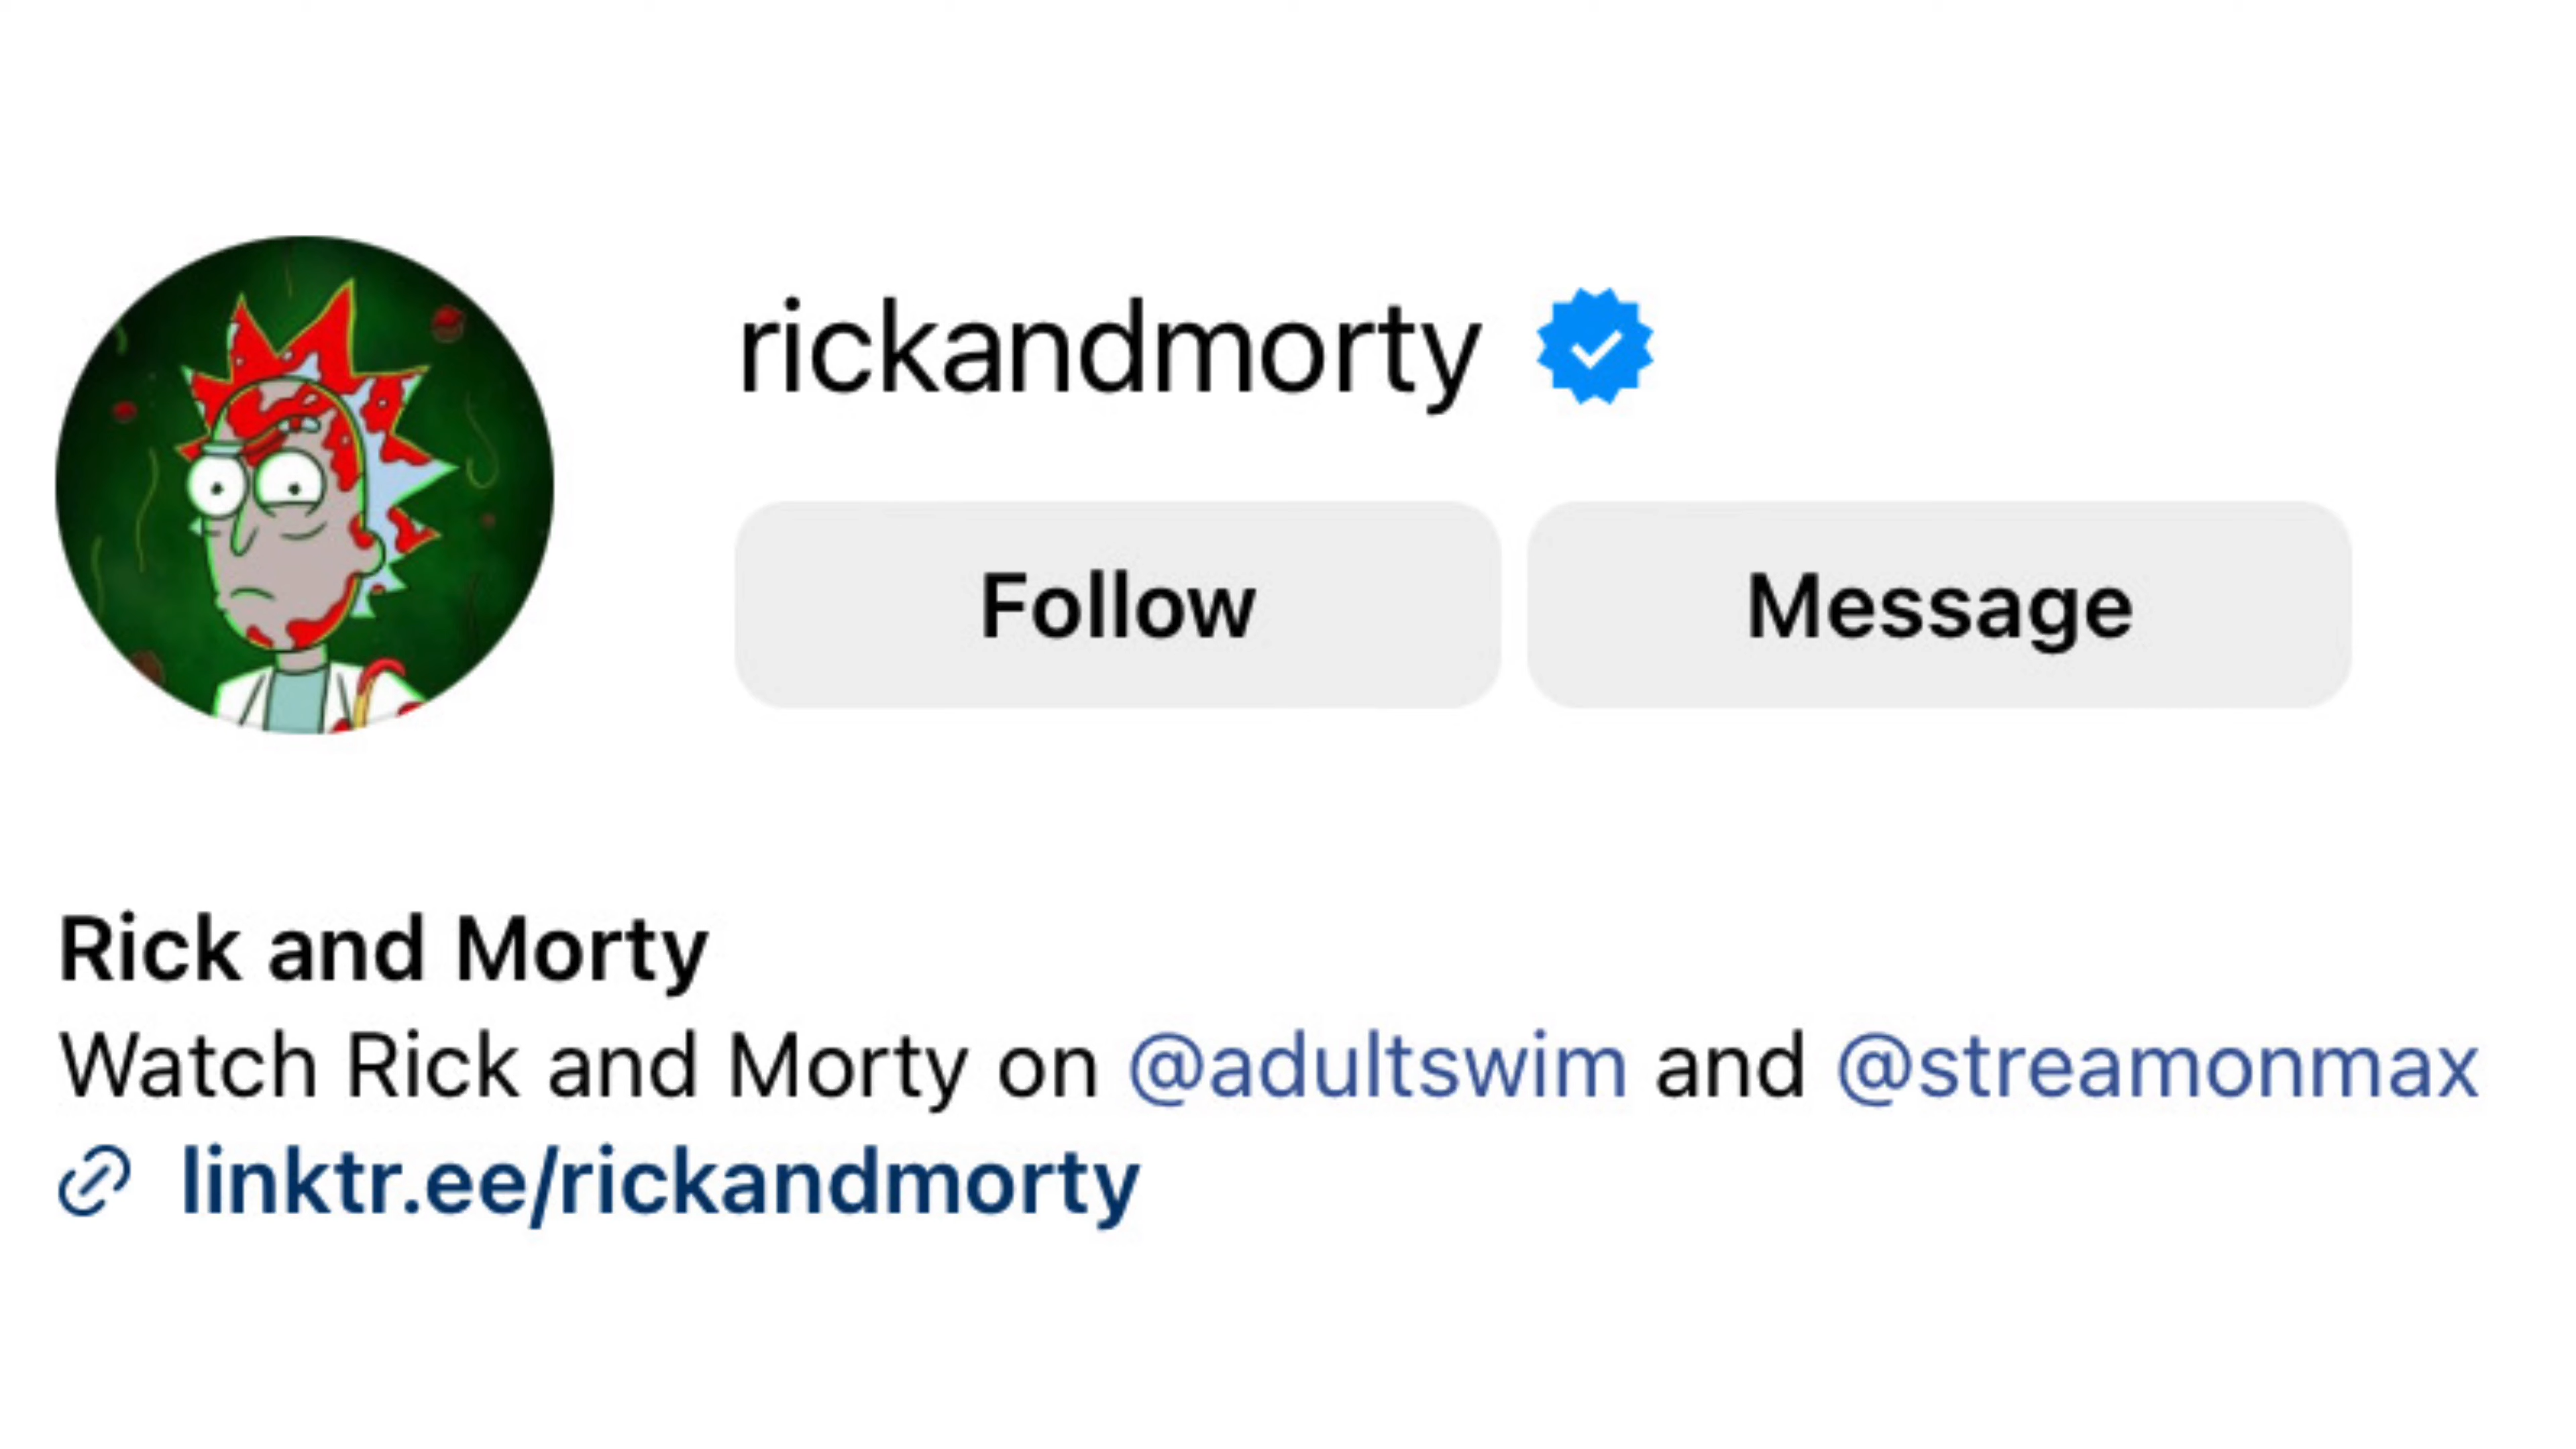 rickandmorty
Follow Message
Rick and Morty
Watch Rick and Morty on @adultswim and @streamonmax
linktr.ee/rickandmorty